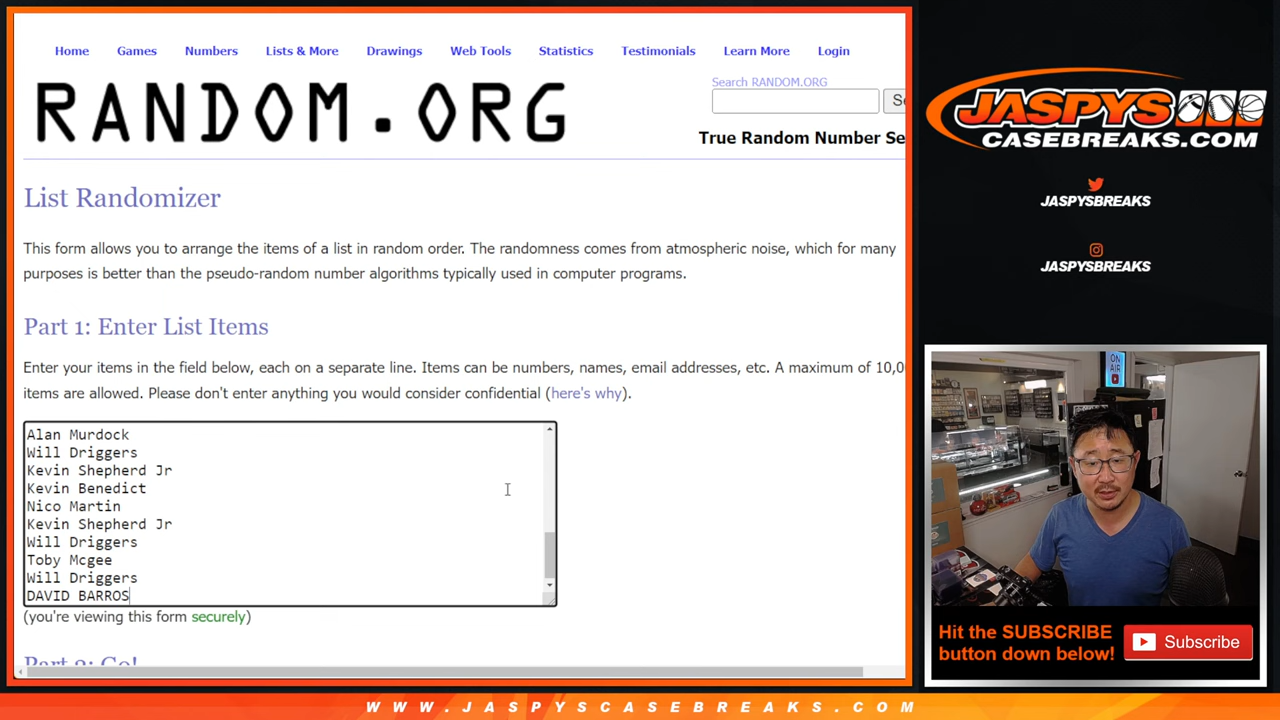 Home Games Numbers Lists & More Drawings Web Tools Statistics Testimonials Learn More Login
Search RANDOM.ORG
RANDOM.ORG
True Random Number Se
List Randomizer
This form allows you to arrange the items of a list in random order. The randomness comes from atmospheric noise, which for many
purposes is better than the pseudo-random number algorithms typically used in computer programs.
Part 1: Enter List Items
Enter your items in the field below, each on a separate line. Items can be numbers, names, email addresses, etc. A maximum of 10,0
items are allowed. Please don't enter anything you would consider confidential (here's why).
Alan Murdock
Will Driggers
Kevin Shepherd Jr
Kevin Benedict
Nico Martin
Kevin Shepherd Jr
Will Driggers
Toby Mcgee
Will Driggers
DAVID BARROS
(you're viewing this form securely)
Part 2: Go!
JASPYS
CASEBREAKS.COM
JASPYSBREAKS
JASPYSBREAKS
ON
AIR
Hit the SUBSCRIBE
button down below!
Subscribe
WWW.JASPYSCASEBREAKS.COM